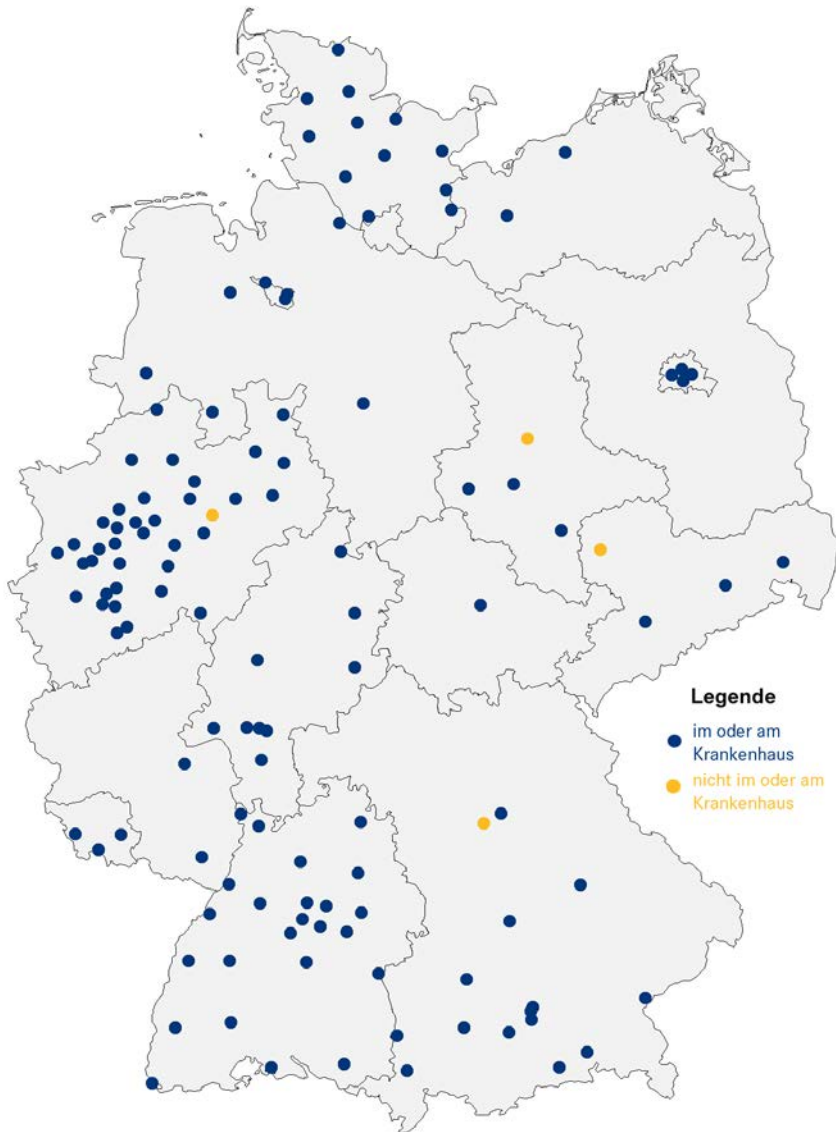 Legende
im oder am
Krankenhaus
nicht im oder am
Krankenhaus